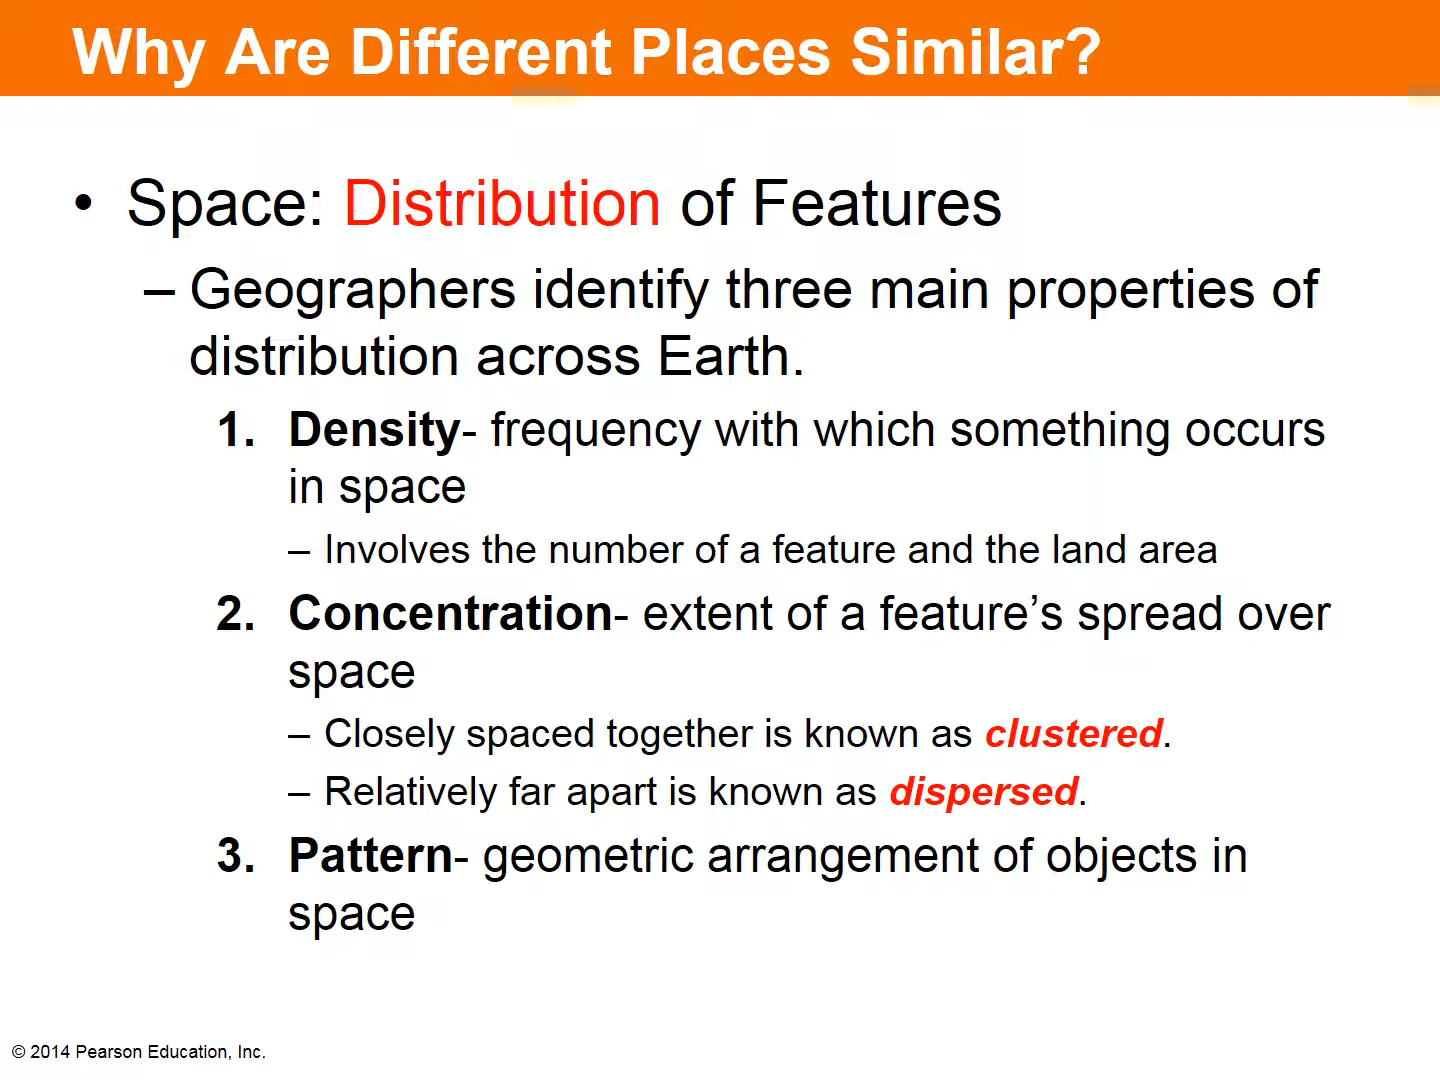 Why Are Different Places Similar?
• Space: Distribution of Features
– Geographers identify three main properties of
distribution across Earth.
1. Density- frequency with which something occurs
in space
– Involves the number of a feature and the land area
2. Concentration- extent of a feature’s spread over
space
– Closely spaced together is known as clustered.
– Relatively far apart is known as dispersed.
3. Pattern- geometric arrangement of objects in
space
© 2014 Pearson Education, Inc.